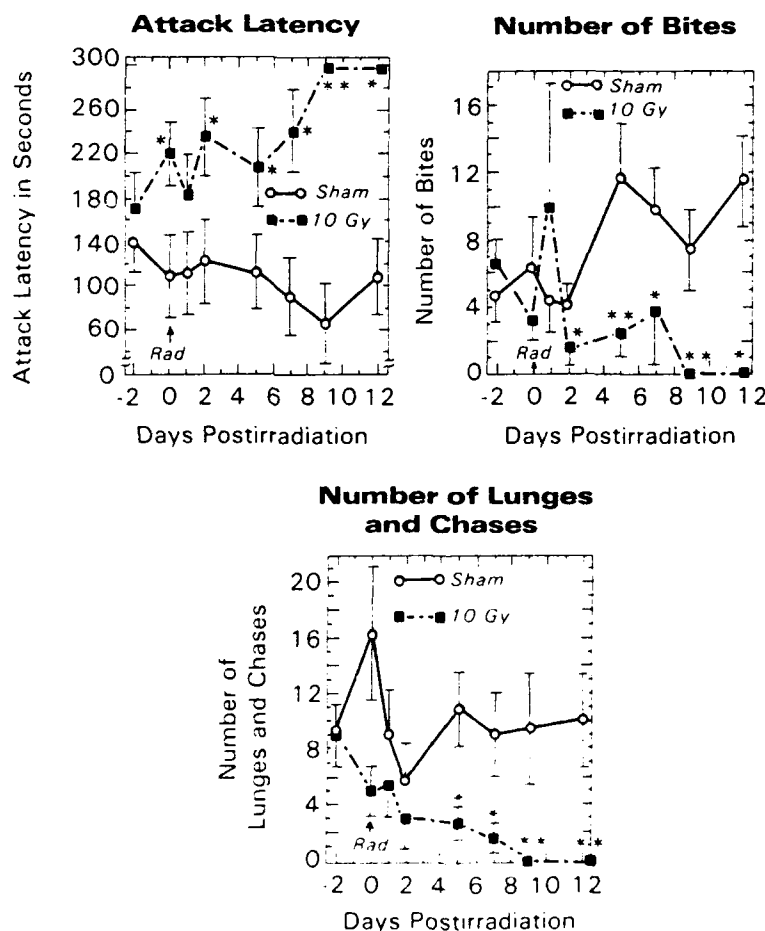 Attack Latency
Attack Latency in Seconds
300
260
220
170
140
100
60
0
Sham
10 Gy
Rad
* * * * ** *
-2 0 2 4 6 8 10 12
Days Postirradiation
Number of Bites
Number of Bites
16
12
8
4
0
Sham
10 Gy
Rad
* ** * ** *
-2 0 2 4 6 8 10 12
Days Postirradiation
Number of Lunges
and Chases
Number of
Lunges and Chases
20
16
12
8
4
0
Sham
10 Gy
Rad
* * ** **
-2 0 2 4 6 8 10 12
Days Postirradiation